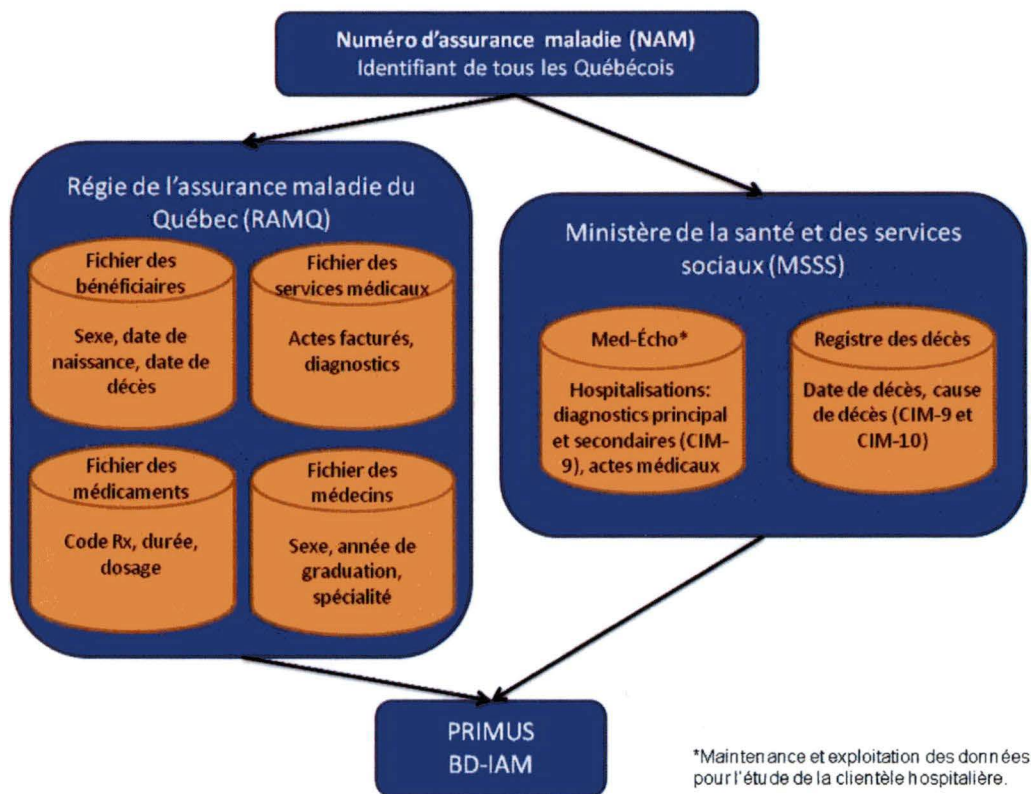 Numéro d'assurance maladie (NAM)
Identifiant de tous les Québécois
Régie de l'assurance maladie du
Québec (RAMQ)
Fichier des
bénéficiaires
Sexe, date de
naissance, date de
décès
Fichier des
services médicaux
Actes facturés,
diagnostics
Fichier des
médicaments
Code Rx, durée,
dosage
Fichier des
médecins
Sexe, année de
graduation,
spécialité
Ministère de la santé et des services
sociaux (MSSS)
Med-Écho*
Hospitalisations:
diagnostics principal
et secondaires (CIM-
9), actes médicaux
Registre des décès
Date de décès, cause
de décès (CIM-9 et
CIM-10)
PRIMUS
BD-IAM
*Maintenance et exploitation des données
pour l'étude de la clientèle hospitalière.